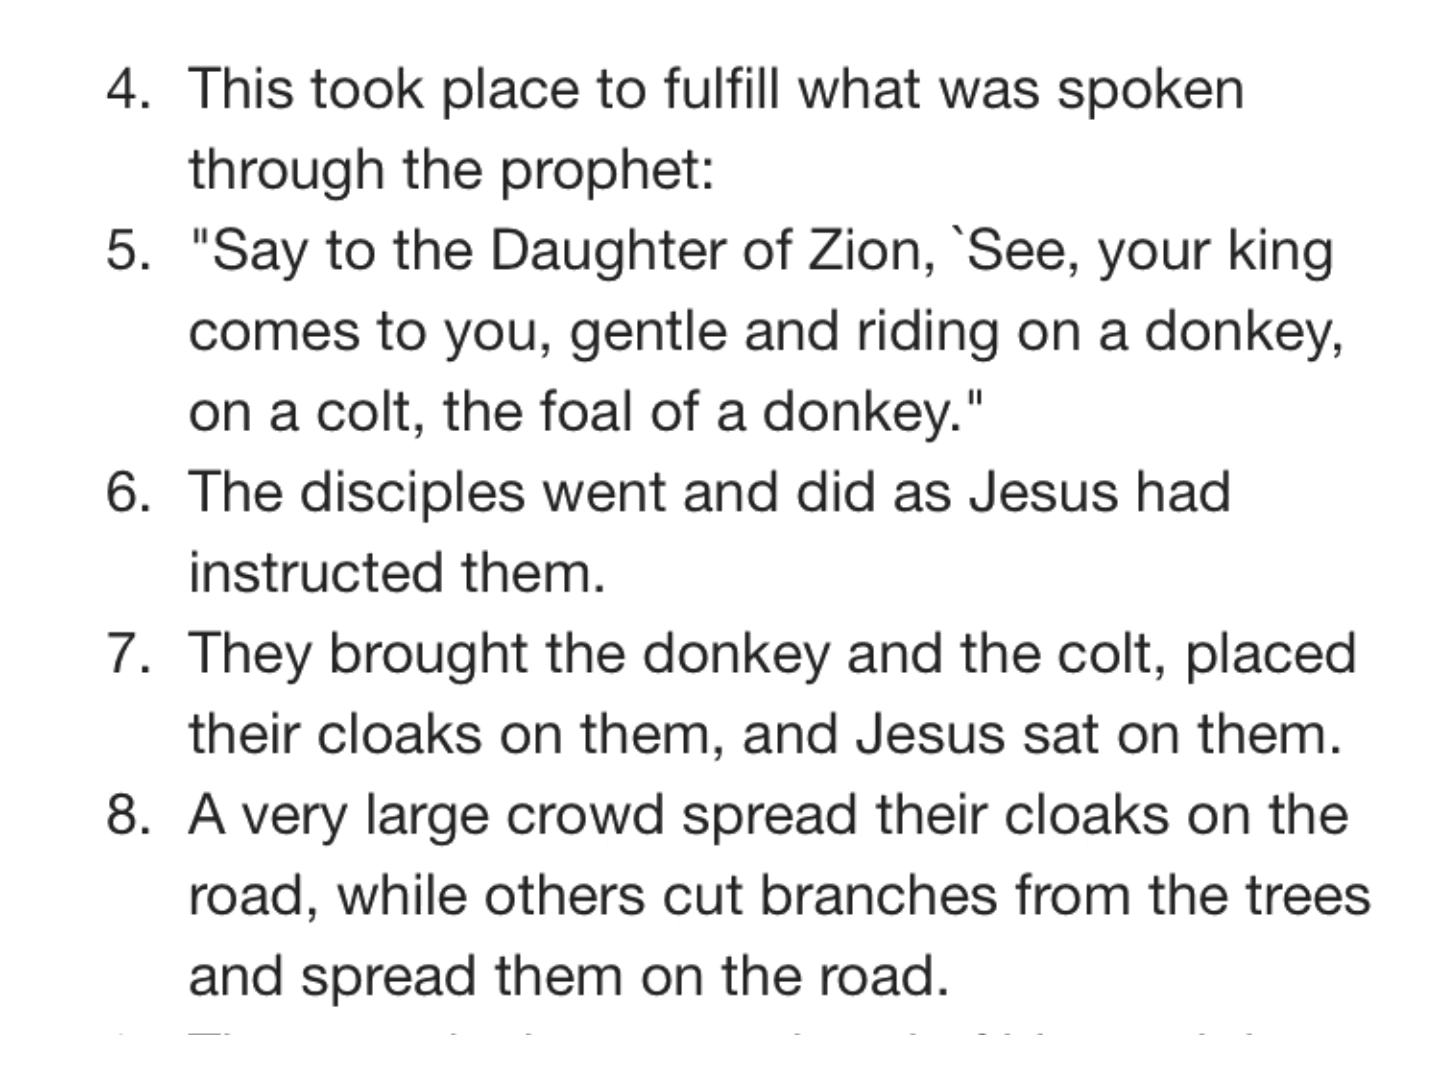 4. This took place to fulfill what was spoken
through the prophet:
5. "Say to the Daughter of Zion, `See, your king
comes to you, gentle and riding on a donkey,
on a colt, the foal of a donkey."
6. The disciples went and did as Jesus had
instructed them.
7. They brought the donkey and the colt, placed
their cloaks on them, and Jesus sat on them.
8. A very large crowd spread their cloaks on the
road, while others cut branches from the trees
and spread them on the road.